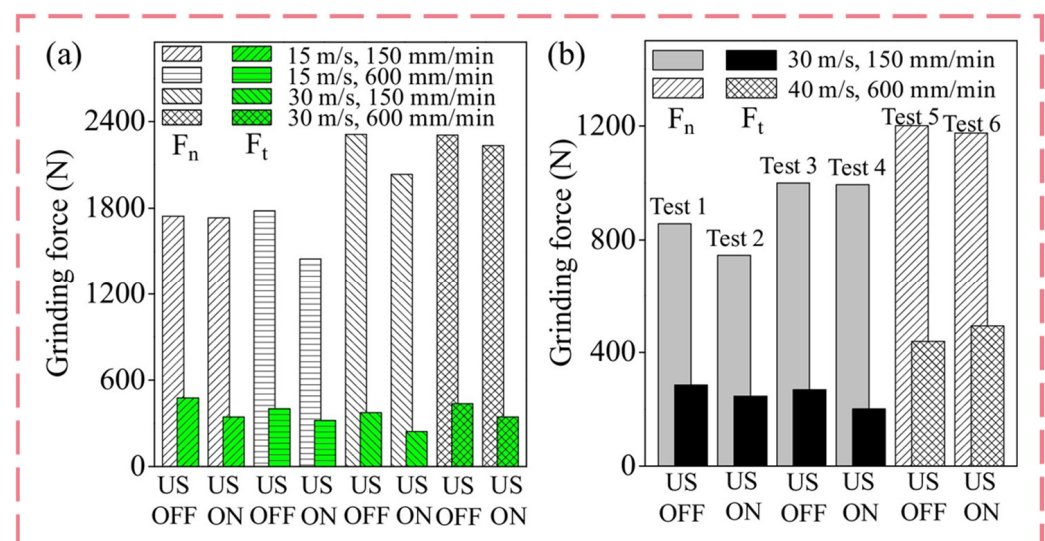 (a)
15 m/s, 150 mm/min
15 m/s, 600 mm/min
30 m/s, 150 mm/min
30 m/s, 600 mm/min
Fn Ft
Grinding force (N)
2400
1800
1200
600
0
US US US US US US US US
OFF ON OFF ON OFF ON OFF ON
(b)
30 m/s, 150 mm/min
40 m/s, 600 mm/min
Fn Ft
Grinding force (N)
1200
800
400
0
Test 1
Test 2
Test 3
Test 4
Test 5
Test 6
US US US US US US
OFF ON OFF ON OFF ON